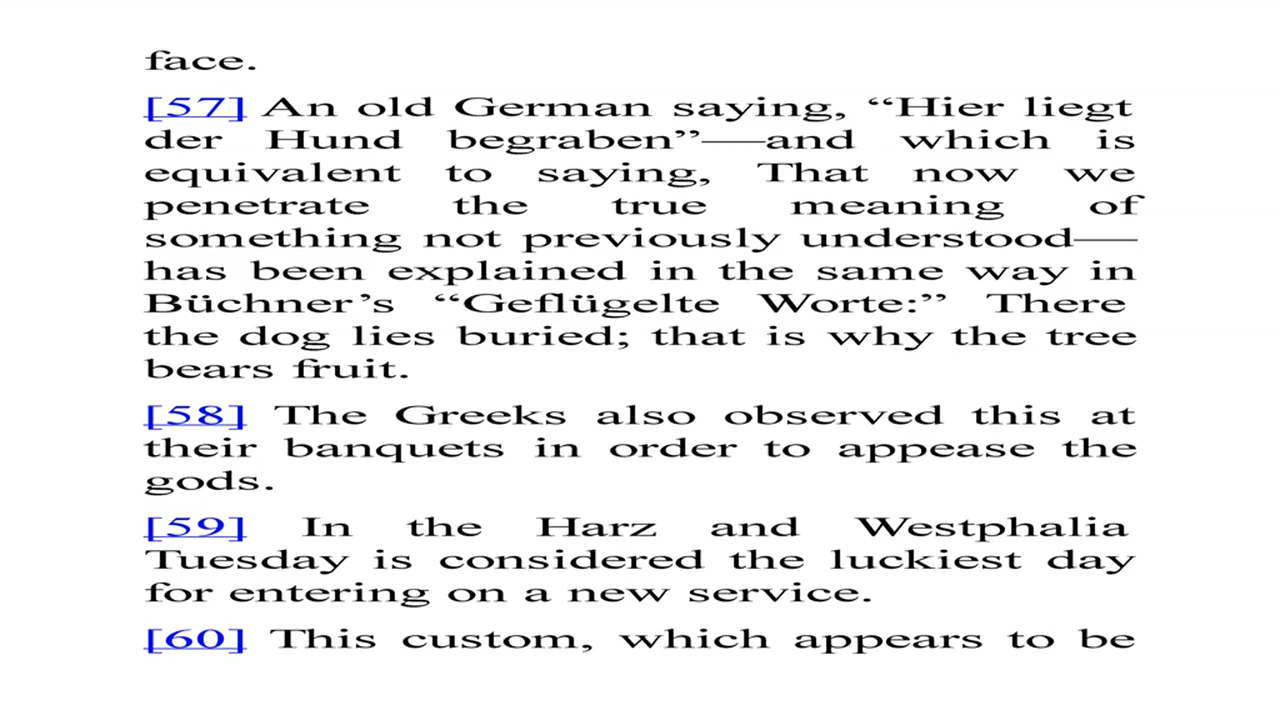 face.
[57] An old German saying, “Hier liegt
der Hund begraben”—and which is
equivalent to saying, That now we
penetrate the true meaning of
something not previously understood—
has been explained in the same way in
Büchner’s “Geflügelte Worte:” There
the dog lies buried; that is why the tree
bears fruit.
[58] The Greeks also observed this at
their banquets in order to appease the
gods.
[59] In the Harz and Westphalia
Tuesday is considered the luckiest day
for entering on a new service.
[60] This custom, which appears to be